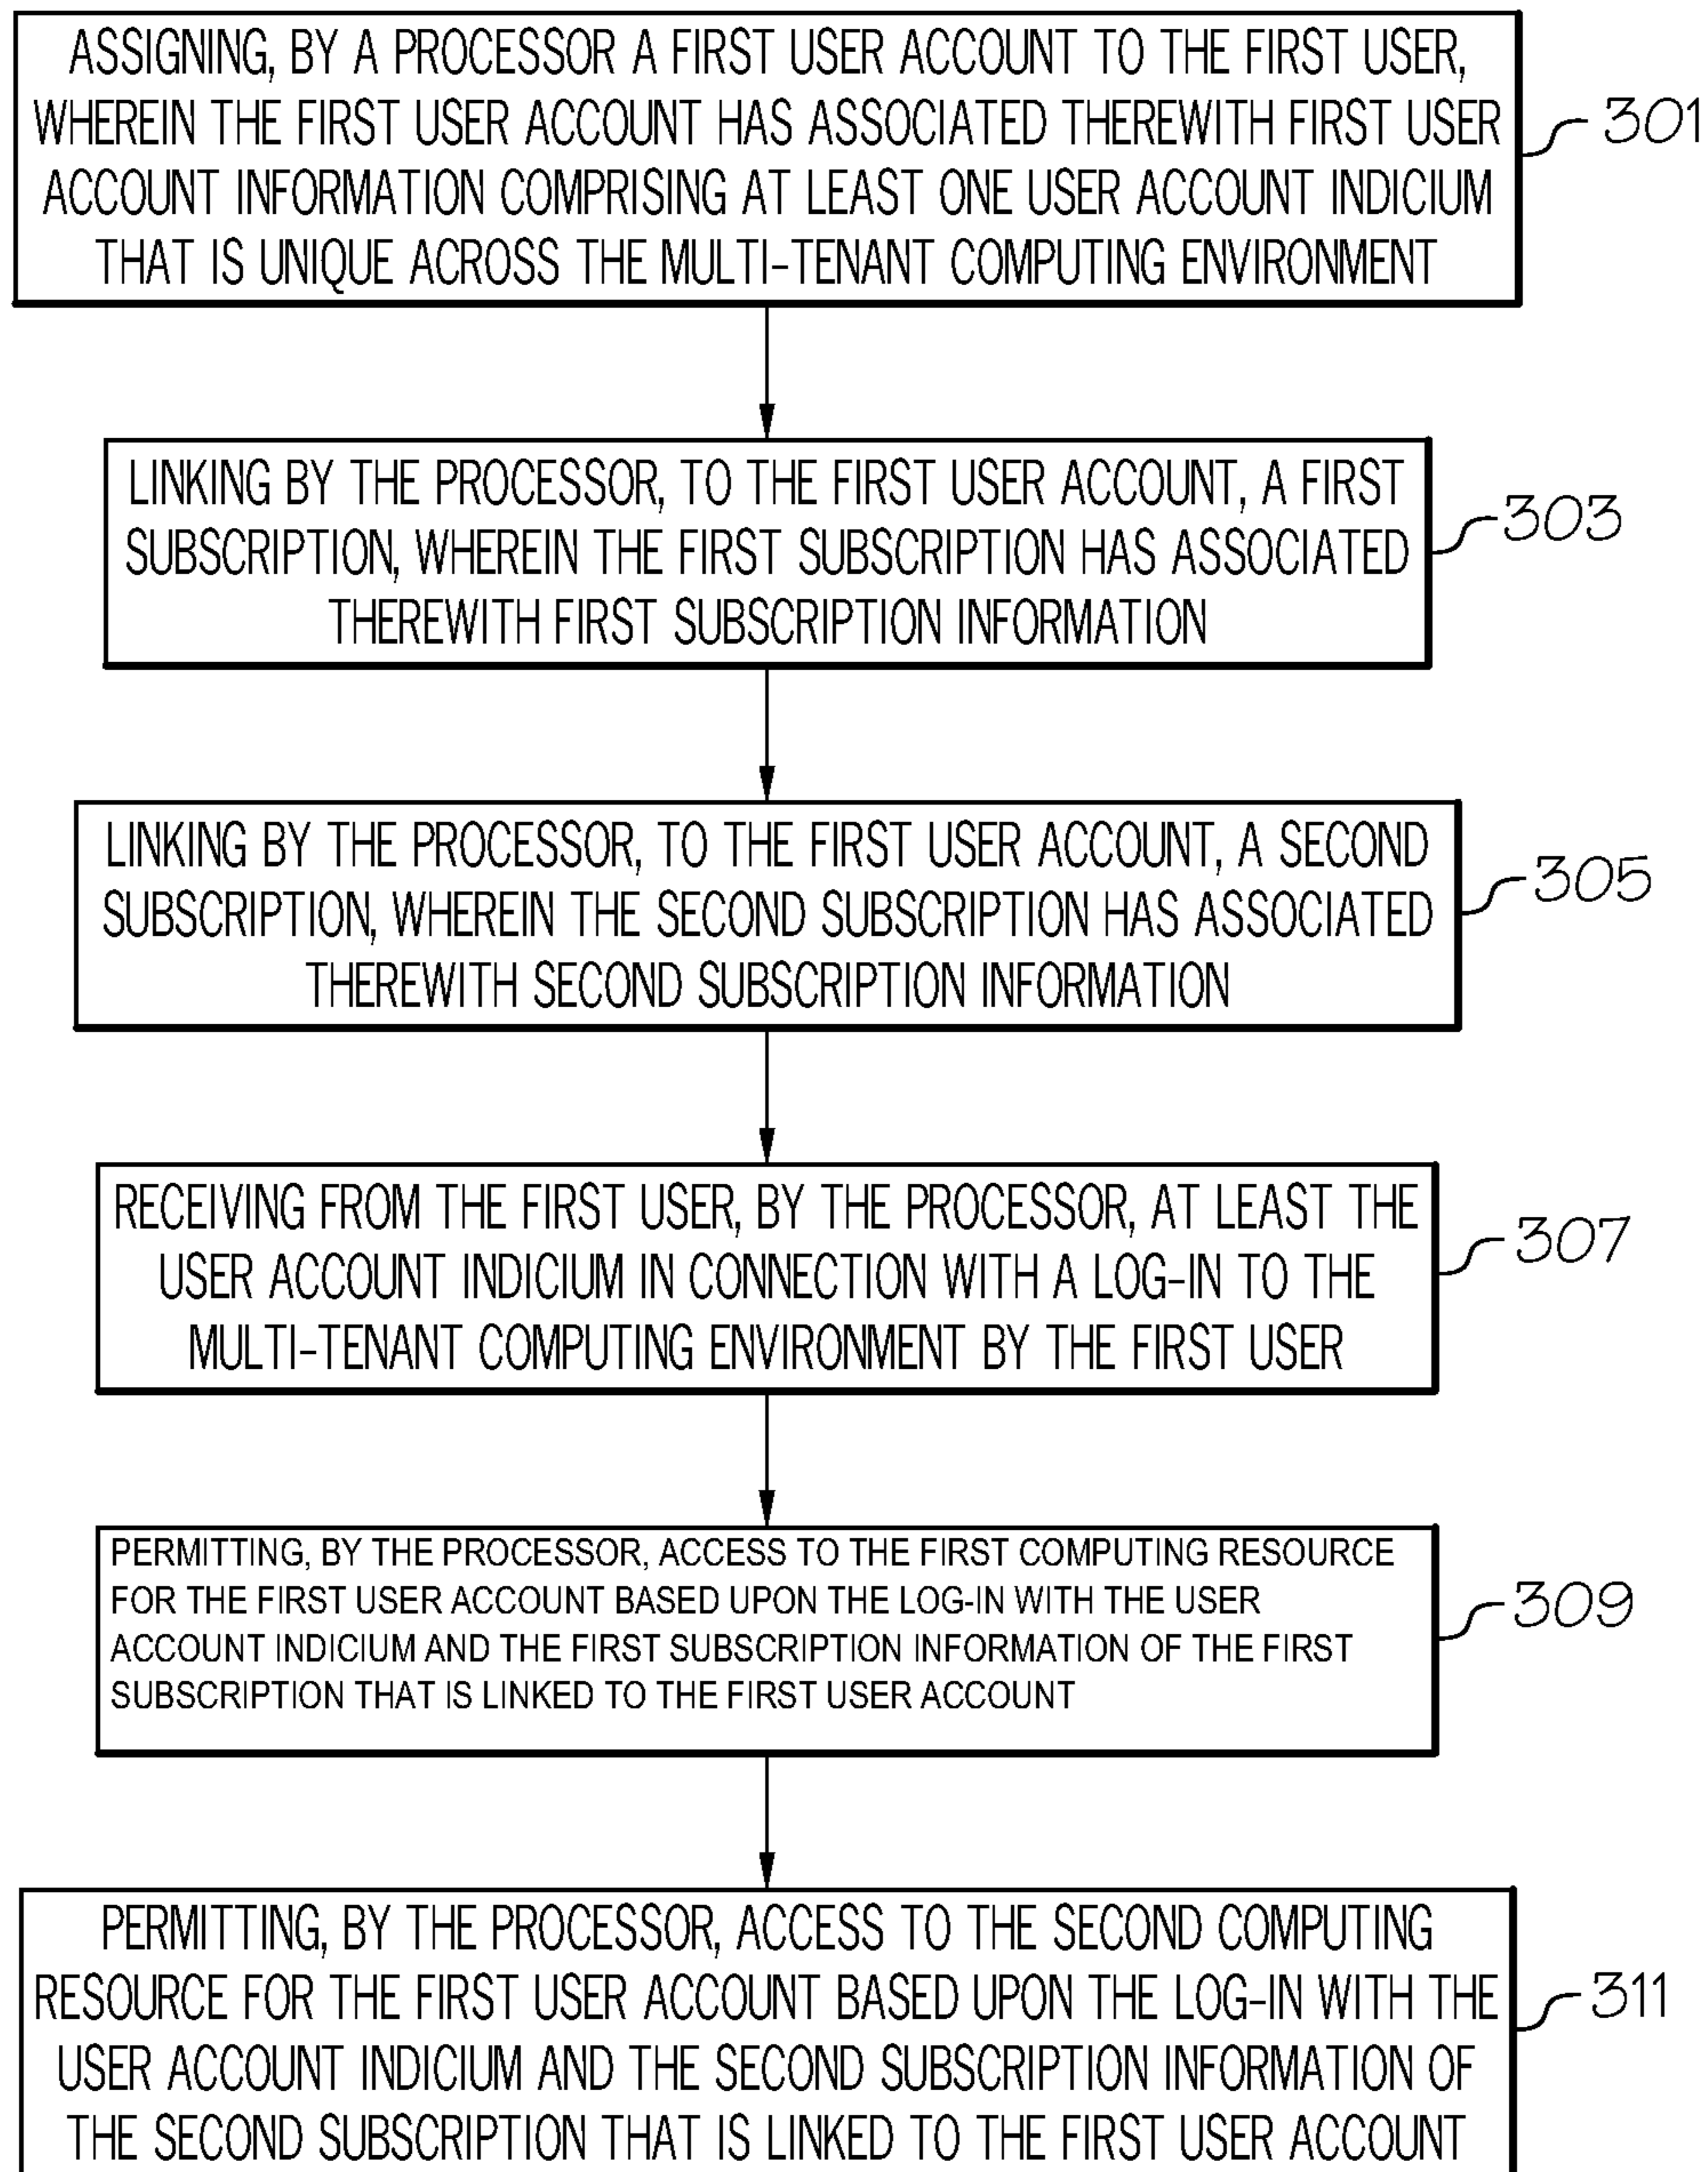 ASSIGNING, BY A PROCESSOR A FIRST USER ACCOUNT TO THE FIRST USER,
WHEREIN THE FIRST USER ACCOUNT HAS ASSOCIATED THEREWITH FIRST USER
ACCOUNT INFORMATION COMPRISING AT LEAST ONE USER ACCOUNT INDICIUM
THAT IS UNIQUE ACROSS THE MULTI-TENANT COMPUTING ENVIRONMENT
301
LINKING BY THE PROCESSOR, TO THE FIRST USER ACCOUNT, A FIRST
SUBSCRIPTION, WHEREIN THE FIRST SUBSCRIPTION HAS ASSOCIATED
THEREWITH FIRST SUBSCRIPTION INFORMATION
303
LINKING BY THE PROCESSOR, TO THE FIRST USER ACCOUNT, A SECOND
SUBSCRIPTION, WHEREIN THE SECOND SUBSCRIPTION HAS ASSOCIATED
THEREWITH SECOND SUBSCRIPTION INFORMATION
305
RECEIVING FROM THE FIRST USER, BY THE PROCESSOR, AT LEAST THE
USER ACCOUNT INDICIUM IN CONNECTION WITH A LOG-IN TO THE
MULTI-TENANT COMPUTING ENVIRONMENT BY THE FIRST USER
307
PERMITTING, BY THE PROCESSOR, ACCESS TO THE FIRST COMPUTING RESOURCE
FOR THE FIRST USER ACCOUNT BASED UPON THE LOG-IN WITH THE USER
ACCOUNT INDICIUM AND THE FIRST SUBSCRIPTION INFORMATION OF THE FIRST
SUBSCRIPTION THAT IS LINKED TO THE FIRST USER ACCOUNT
309
PERMITTING, BY THE PROCESSOR, ACCESS TO THE SECOND COMPUTING
RESOURCE FOR THE FIRST USER ACCOUNT BASED UPON THE LOG-IN WITH THE
USER ACCOUNT INDICIUM AND THE SECOND SUBSCRIPTION INFORMATION OF
THE SECOND SUBSCRIPTION THAT IS LINKED TO THE FIRST USER ACCOUNT
311